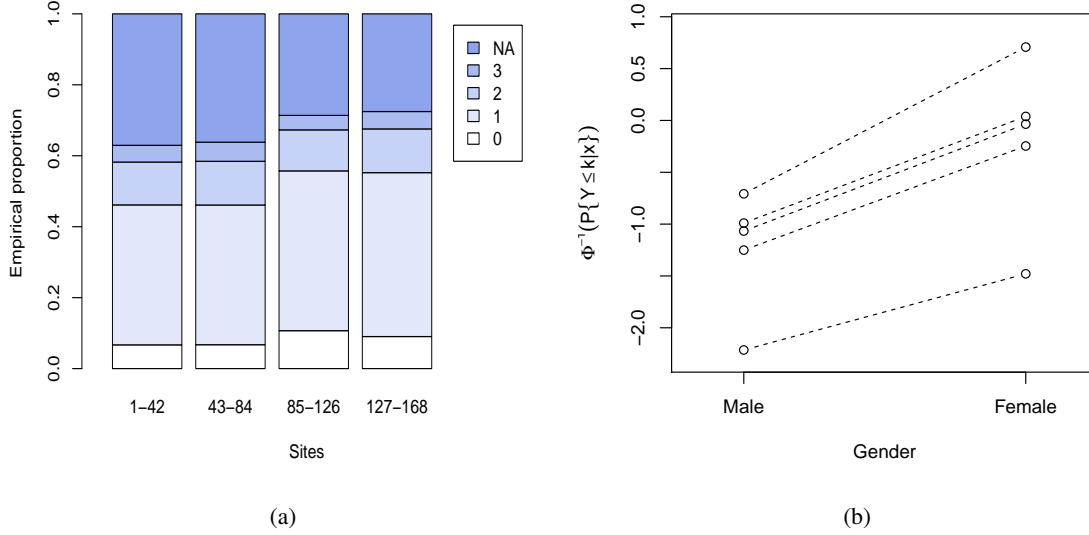 Empirical proportion
1.0
0.8
0.6
0.4
0.2
0.0
1−42 43−84 85−126 127−168
Sites
NA
3
2
1
0
(a)
Φ⁻¹(P{Y ≤ k|x})
1.0
0.5
0.0
−1.0
−2.0
Male Female
Gender
(b)